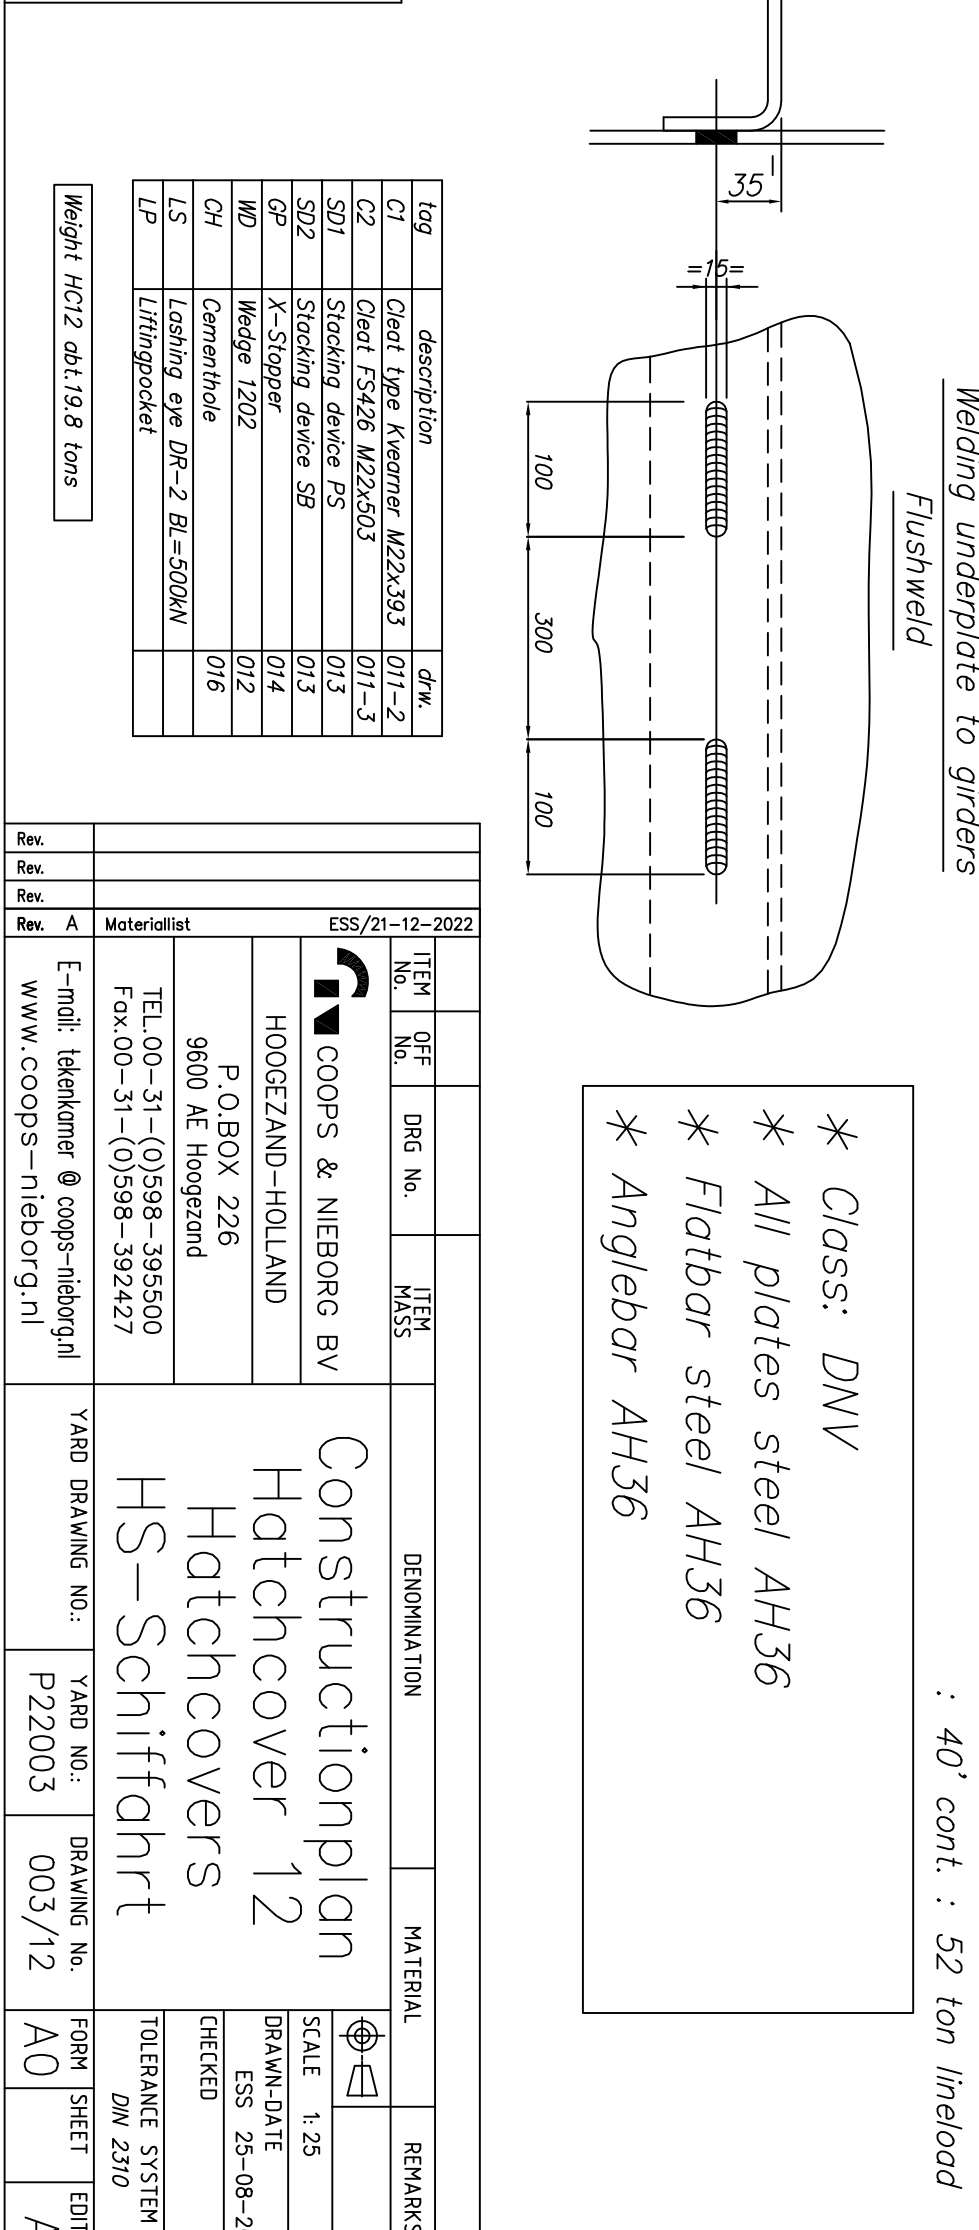 : 40' cont. : 52 ton lineload
Welding underplate to girders
Flushweld
35
=15=
100
300
100
* Class: DNV
* All plates steel AH36
* Flatbar steel AH36
* Anglebar AH36
tag description drw.
C1 Cleat type Kvearner M22x393 011-2
C2 Cleat FS426 M22x503 011-3
SD1 Stacking device PS 013
SD2 Stacking device SB 013
GP X-Stopper 014
WD Wedge 1202 012
CH Cementhole 016
LS Lashing eye DR-2 BL=500kN
LP Liftingpocket
Weight HC12 abt.19.8 tons
Rev.
Rev.
Rev.
Rev. A Materiallist ESS/21-12-2022
ITEM No. OFF No. DRG No. ITEM MASS DENOMINATION MATERIAL REMARKS
COOPS & NIEBORG BV
HOOGEZAND-HOLLAND
P.O.BOX 226
9600 AE Hoogezand
TEL.00-31-(0)598-395500
Fax.00-31-(0)598-392427
E-mail: tekenkamer @ coops-nieborg.nl
www.coops-nieborg.nl
Constructionplan
Hatchcover 12
Hatchcovers
HS-Schiffahrt
SCALE 1:25
DRAWN-DATE
ESS 25-08-2
CHECKED
TOLERANCE SYSTEM
DIN 2310
YARD DRAWING NO.:
YARD NO.:
P22003
DRAWING No.
003/12
FORM
A0
SHEET
EDIT
A